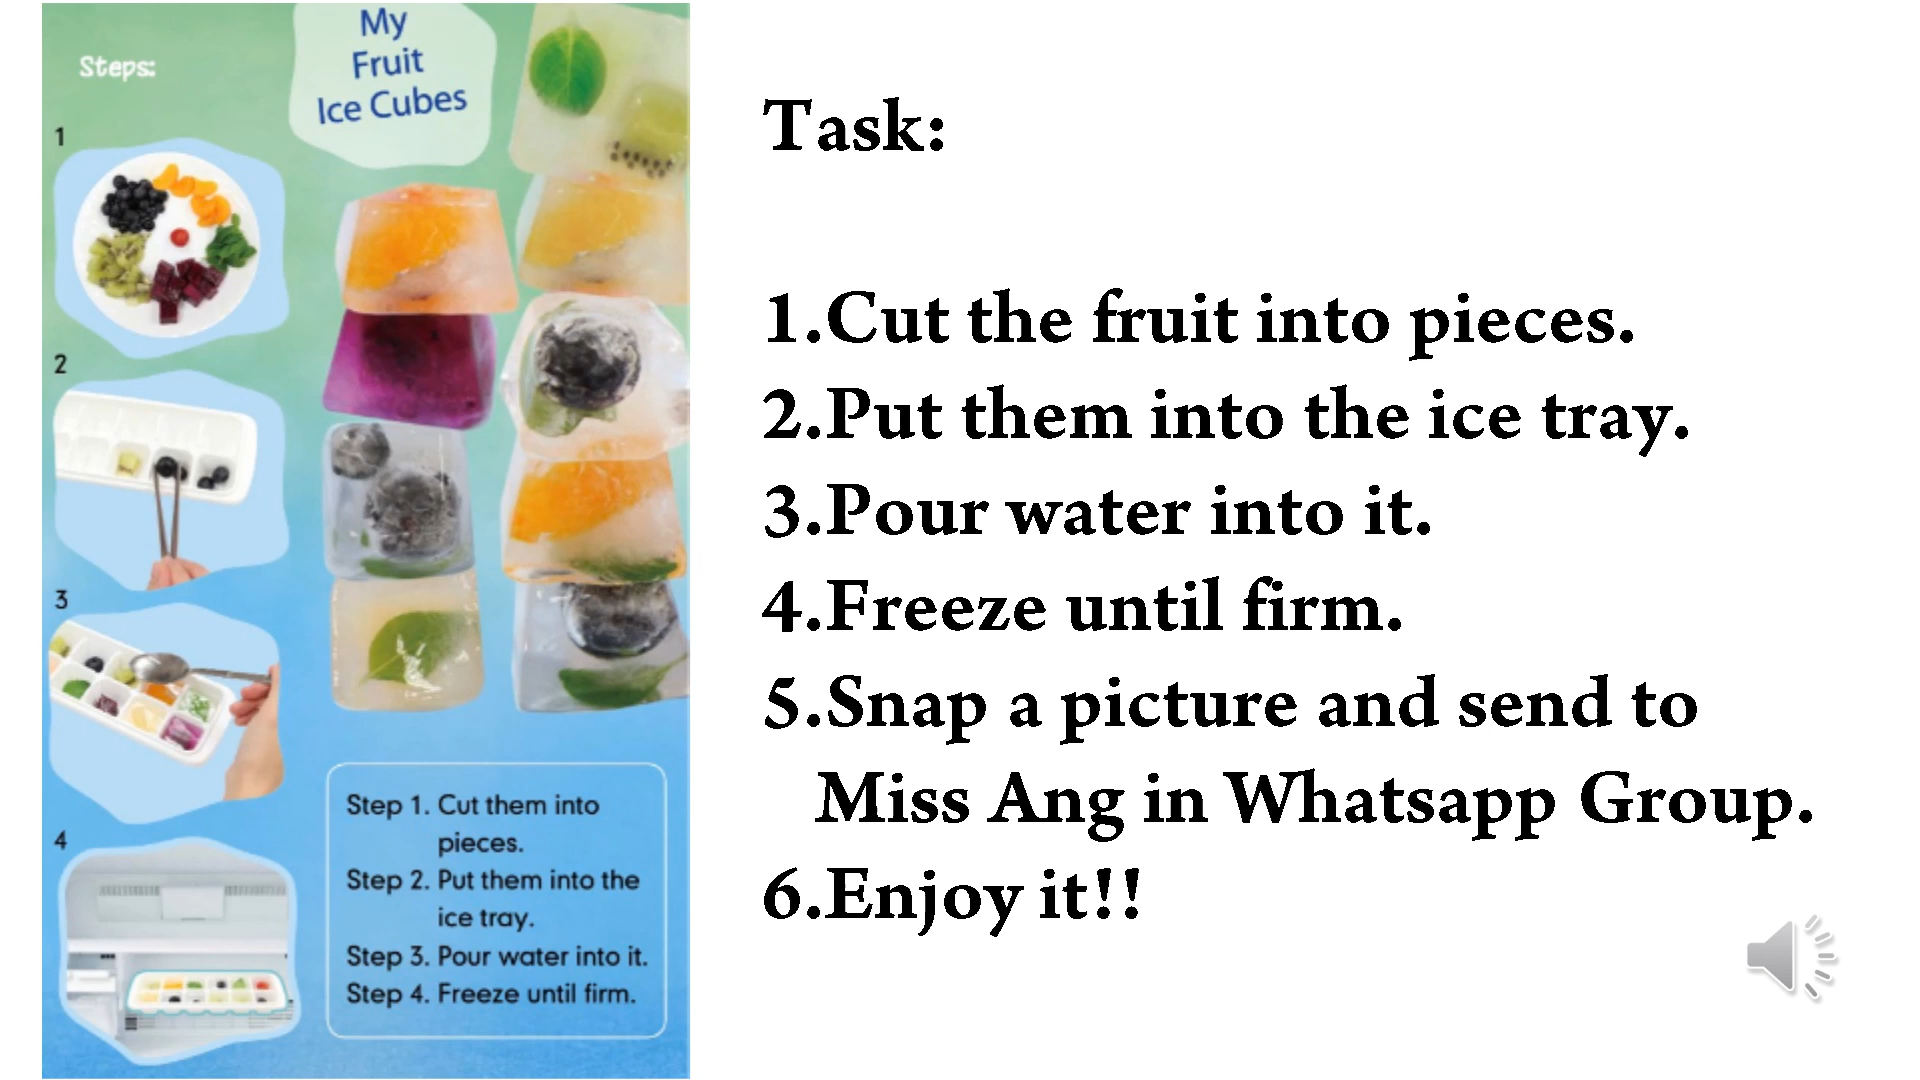 Steps:
My
Fruit
Ice Cubes
1
2
3
4
Step 1. Cut them into
pieces.
Step 2. Put them into the
ice tray.
Step 3. Pour water into it.
Step 4. Freeze until firm.
Task:
1.Cut the fruit into pieces.
2.Put them into the ice tray.
3.Pour water into it.
4.Freeze until firm.
5.Snap a picture and send to
Miss Ang in Whatsapp Group.
6.Enjoy it!!